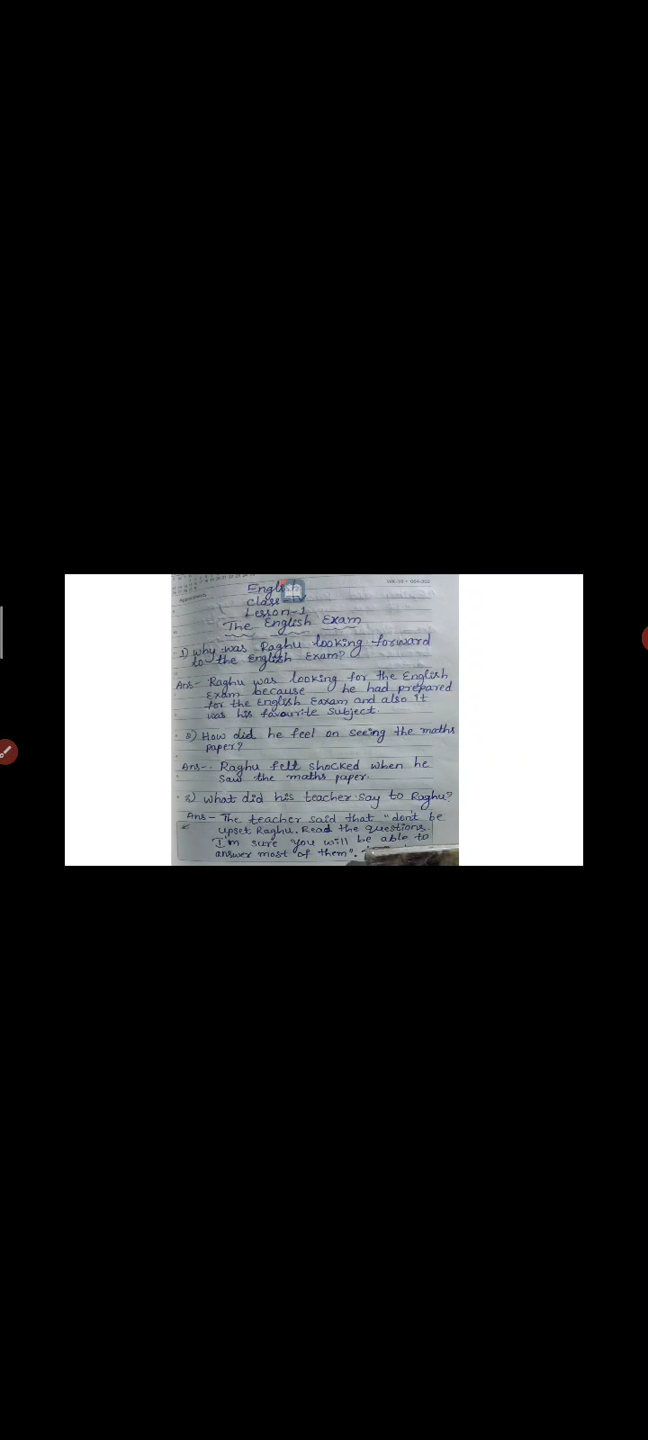 English
Class
Lesson-1
The English Exam
1) why was Raghu looking forward
to the English Exam?
Ans- Raghu was looking for the English
Exam because he had prepared
for the English Eaxam and also it
was his favourite subject.
How did he feel on seeing the maths
paper?
Ans-- Raghu felt shocked when he
saw the maths paper.
What did his teacher say to Raghu?
Ans- The teacher said that "don't be
upset Raghu. Read the questions.
I'm sure you will be able to
answer most of them".